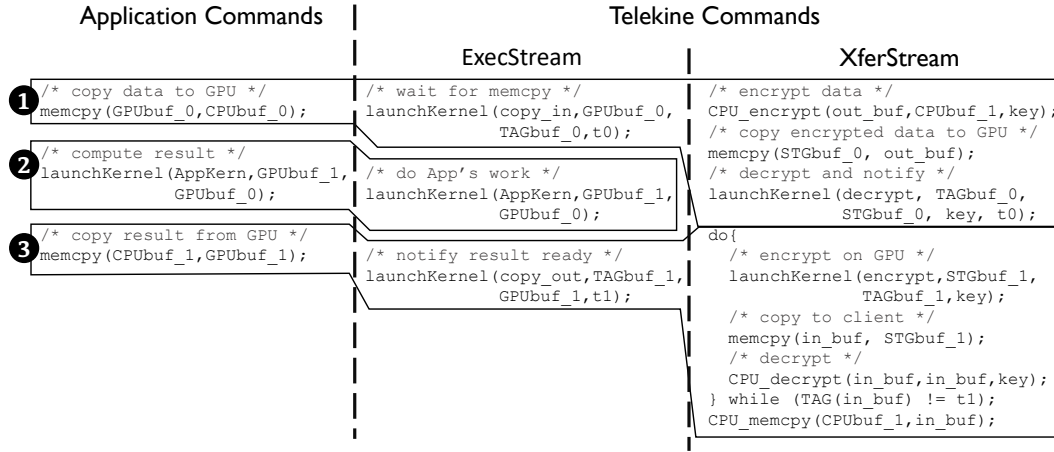 Application Commands
Telekine Commands
ExecStream
XferStream
1
/* copy data to GPU */
memcpy(GPUbuf_0,CPUbuf_0);
/* wait for memcpy */
launchKernel(copy_in,GPUbuf_0,
TAGbuf_0,t0);
/* encrypt data */
CPU_encrypt(out_buf,CPUbuf_1,key);
/* copy encrypted data to GPU */
memcpy(STGbuf_0, out_buf);
/* decrypt and notify */
launchKernel(decrypt, TAGbuf_0,
STGbuf_0, key, t0);
2
/* compute result */
launchKernel(AppKern,GPUbuf_1,
GPUbuf_0);
/* do App's work */
launchKernel(AppKern,GPUbuf_1,
GPUbuf_0);
3
/* copy result from GPU */
memcpy(CPUbuf_1,GPUbuf_1);
/* notify result ready */
launchKernel(copy_out,TAGbuf_1,
GPUbuf_1,t1);
do{
/* encrypt on GPU */
launchKernel(encrypt,STGbuf_1,
TAGbuf_1,key);
/* copy to client */
memcpy(in_buf, STGbuf_1);
/* decrypt */
CPU_decrypt(in_buf,in_buf,key);
} while (TAG(in_buf) != t1);
CPU_memcpy(CPUbuf_1,in_buf);